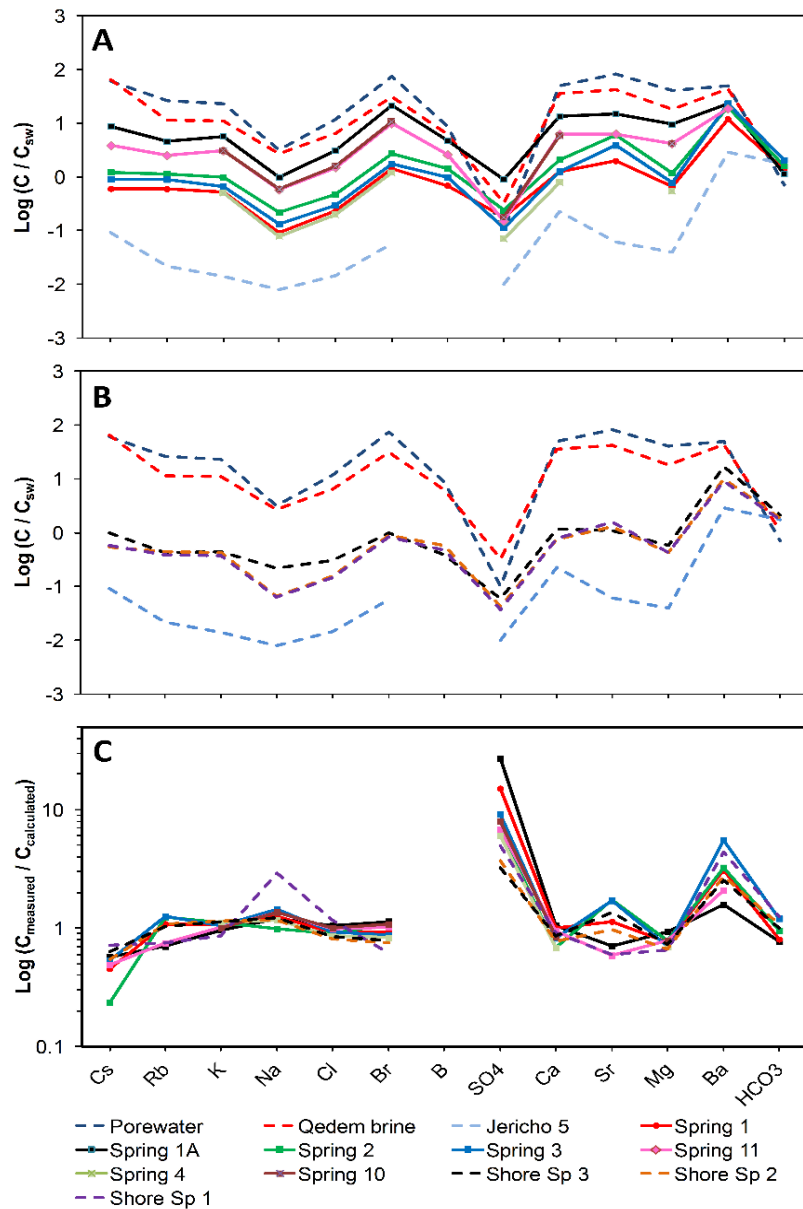 A
Log (C / Csw)
3
2
1
0
-1
-2
-3
B
Log (C / Csw)
3
2
1
0
-1
-2
-3
C
Log (Cmeasured / Ccalculated)
10
1
0.1
Cs Rb K Na Cl Br B SO4 Ca Sr Mg Ba HCO3
Porewater Qedem brine Jericho 5 Spring 1
Spring 1A Spring 2 Spring 3 Spring 11
Spring 4 Spring 10 Shore Sp 3 Shore Sp 2
Shore Sp 1